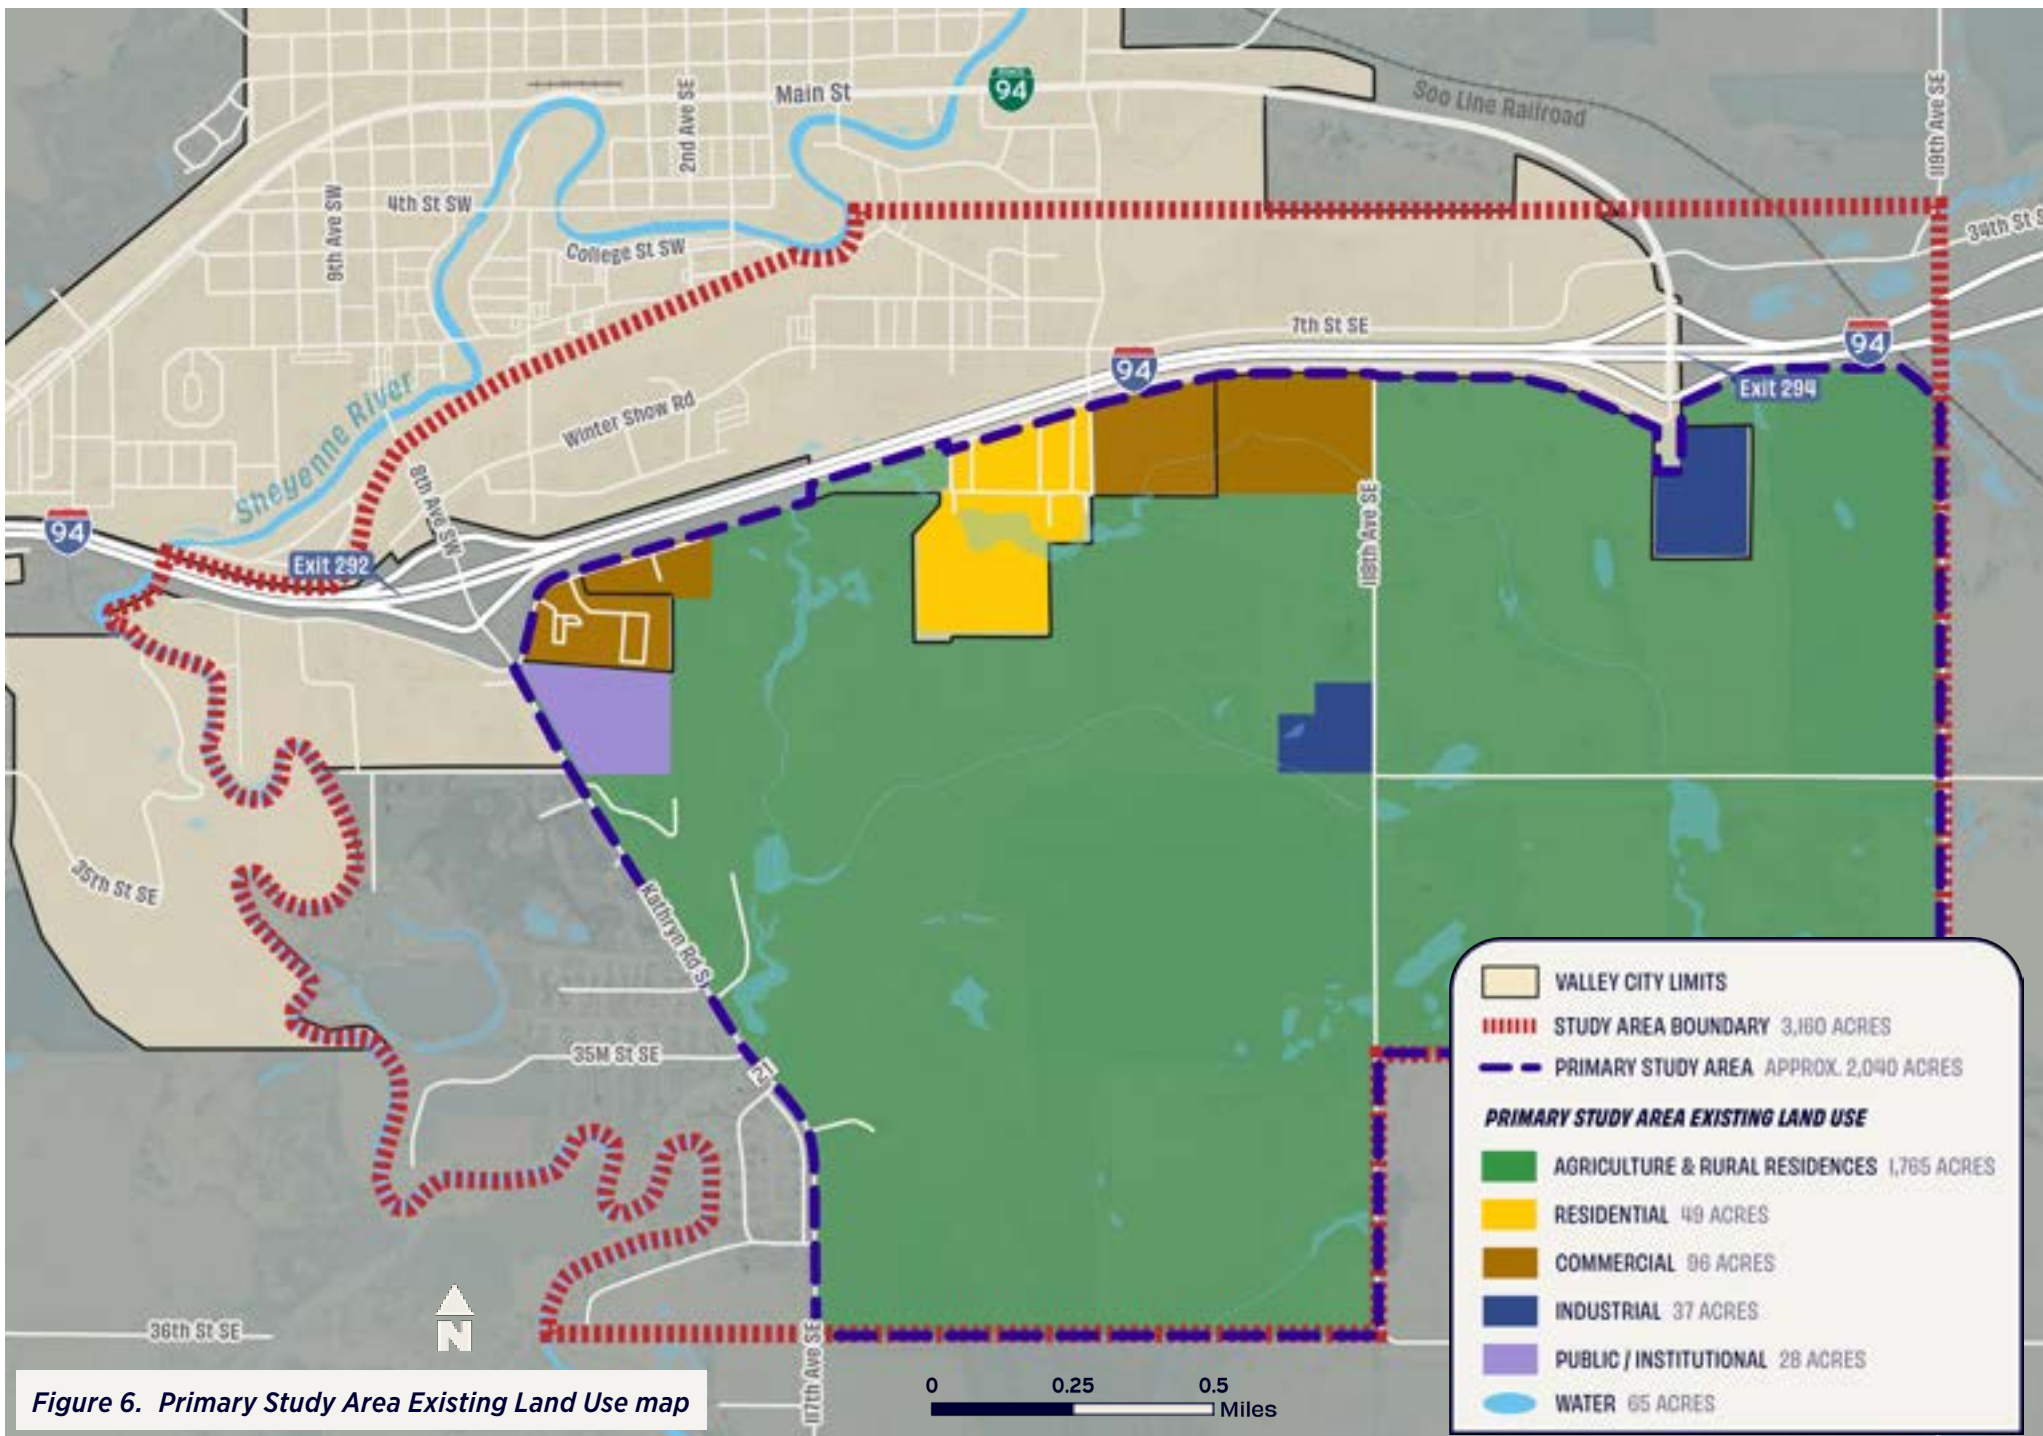 Main St
94
Soo Line Railroad
119th Ave SE
2nd Ave SE
9th Ave SW
4th St SW
College St SW
34th St S
7th St SE
94
94
Exit 294
Sheyenne River
Winter Show Rd
8th Ave SW
94
Exit 292
118th Ave SE
35Th St SE
Kathryn Rd S
35M St SE
21
36th St SE
117th Ave SE
N
0 0.25 0.5
Miles
Figure 6. Primary Study Area Existing Land Use map
VALLEY CITY LIMITS
STUDY AREA BOUNDARY 3,160 ACRES
PRIMARY STUDY AREA APPROX. 2,040 ACRES
PRIMARY STUDY AREA EXISTING LAND USE
AGRICULTURE & RURAL RESIDENCES 1,765 ACRES
RESIDENTIAL 49 ACRES
COMMERCIAL 96 ACRES
INDUSTRIAL 37 ACRES
PUBLIC / INSTITUTIONAL 28 ACRES
WATER 65 ACRES